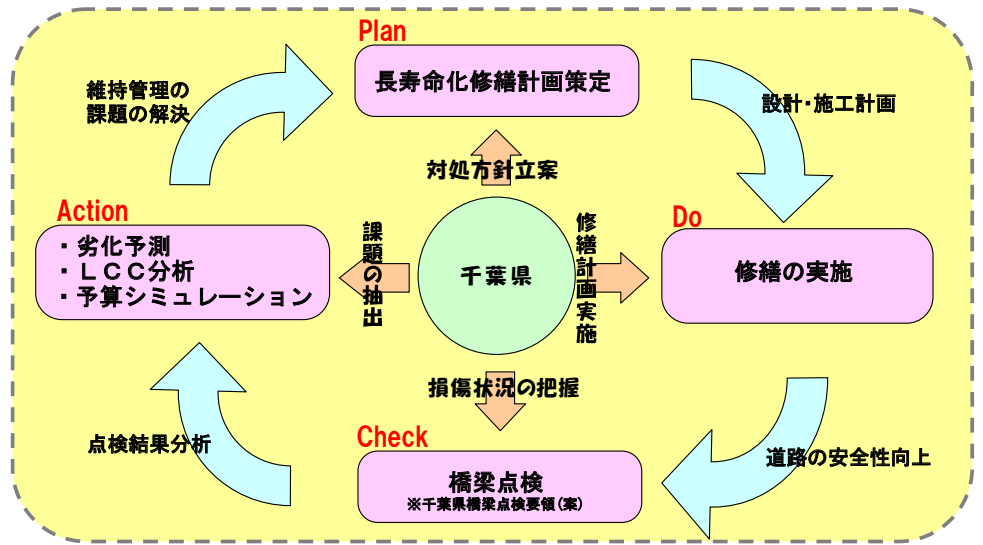 Plan
長寿命化修繕計画策定
維持管理の
課題の解決
設計・施工計画
対処方針立案
Action
・劣化予測
・ＬＣＣ分析
・予算シミュレーション
課題の抽出
千葉県
修繕計画実施
Do
修繕の実施
損傷状況の把握
点検結果分析
Check
橋梁点検
※千葉県橋梁点検要領(案)
道路の安全性向上